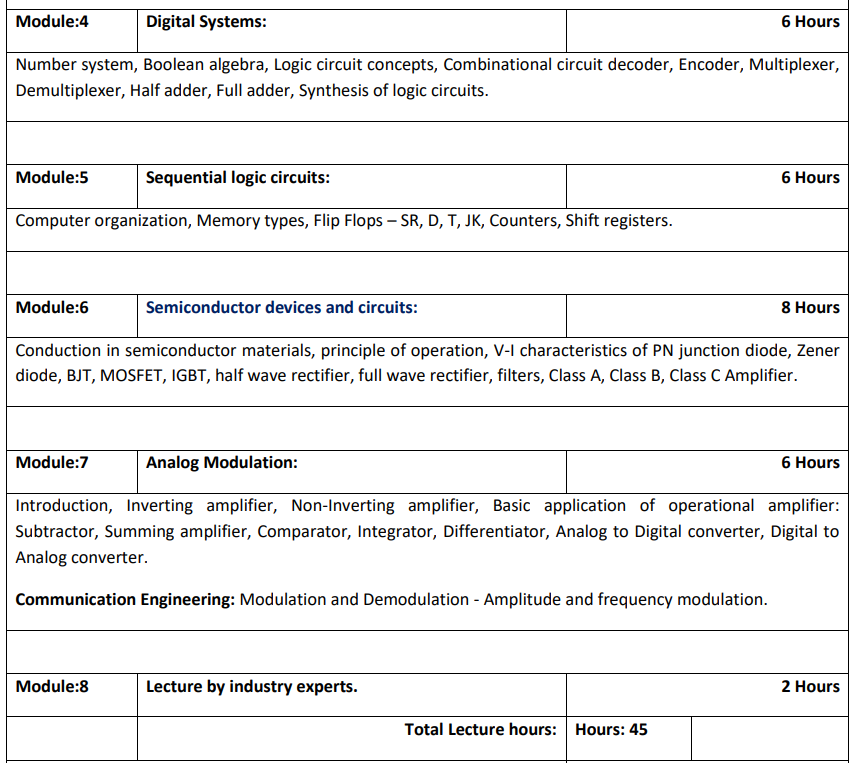 Module:4 Digital Systems: 6 Hours
Number system, Boolean algebra, Logic circuit concepts, Combinational circuit decoder, Encoder, Multiplexer,
Demultiplexer, Half adder, Full adder, Synthesis of logic circuits.
Module:5 Sequential logic circuits: 6 Hours
Computer organization, Memory types, Flip Flops – SR, D, T, JK, Counters, Shift registers.
Module:6 Semiconductor devices and circuits: 8 Hours
Conduction in semiconductor materials, principle of operation, V-I characteristics of PN junction diode, Zener
diode, BJT, MOSFET, IGBT, half wave rectifier, full wave rectifier, filters, Class A, Class B, Class C Amplifier.
Module:7 Analog Modulation: 6 Hours
Introduction, Inverting amplifier, Non-Inverting amplifier, Basic application of operational amplifier:
Subtractor, Summing amplifier, Comparator, Integrator, Differentiator, Analog to Digital converter, Digital to
Analog converter.
Communication Engineering: Modulation and Demodulation - Amplitude and frequency modulation.
Module:8 Lecture by industry experts. 2 Hours
Total Lecture hours: Hours: 45